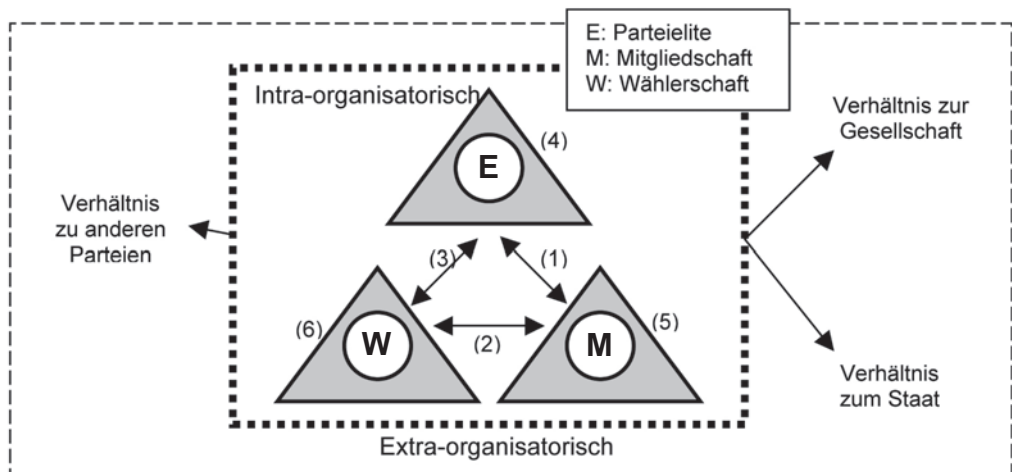 E: Parteielite
M: Mitgliedschaft
W: Wählerschaft
Intra-organisatorisch
Verhältnis zur
Gesellschaft
(4)
E
Verhältnis
zu anderen
Parteien
(3)
(1)
(6)
W
(2)
M
(5)
Verhältnis
zum Staat
Extra-organisatorisch